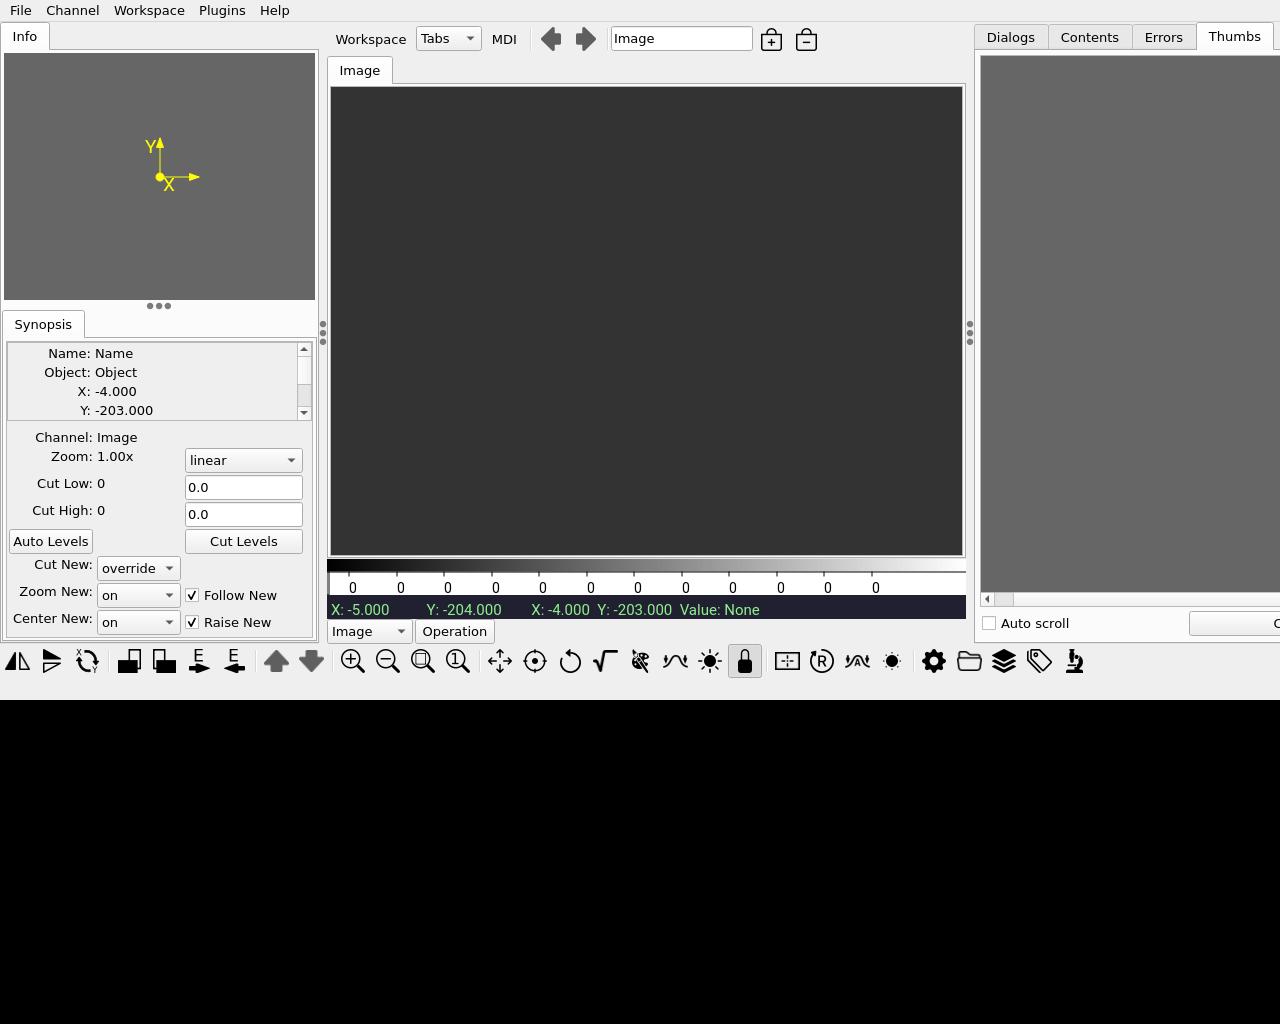 File Channel Workspace Plugins Help
Info
Y
X
Synopsis
Name: Name
Object: Object
X: -4.000
Y: -203.000
Channel: Image
Zoom: 1.00x linear
Cut Low: 0 0.0
Cut High: 0 0.0
Auto Levels Cut Levels
Cut New: override
Zoom New: on Follow New
Center New: on Raise New
Workspace Tabs MDI Image
Image
0 0 0 0 0 0 0 0 0 0 0 0
X: -5.000 Y: -204.000 X: -4.000 Y: -203.000 Value: None
Image Operation
Dialogs Contents Errors Thumbs
Auto scroll C
X Y E E 1 R A